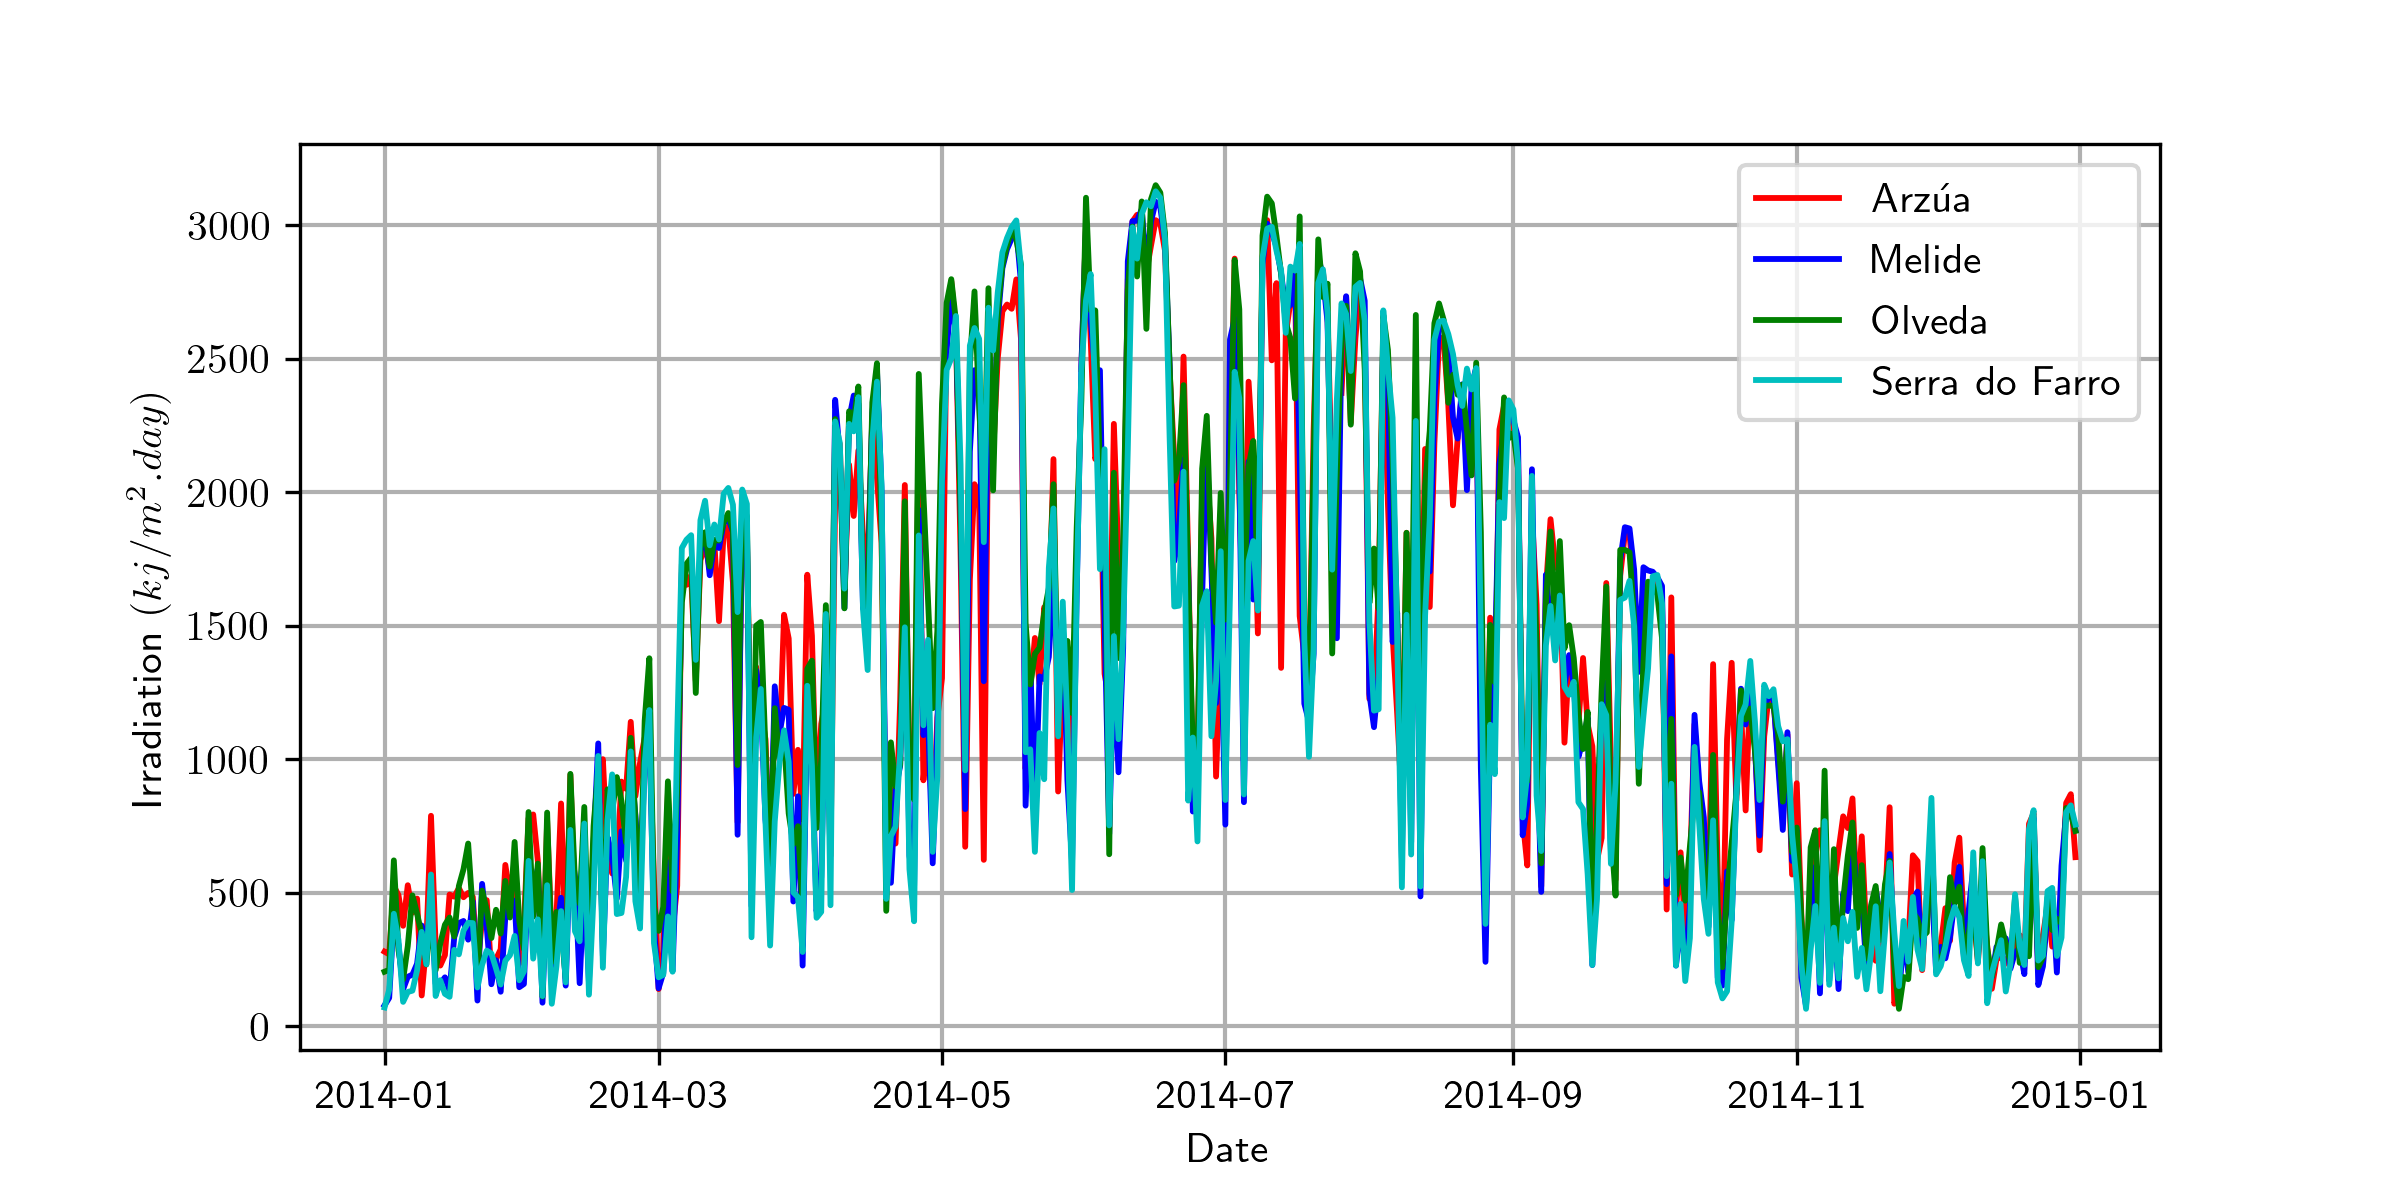 Arzúa
Melide
Olveda
Serra do Farro
3000
2500
2000
1500
1000
500
0
Irradiation (kj/m².day)
2014-01 2014-03 2014-05 2014-07 2014-09 2014-11 2015-01
Date